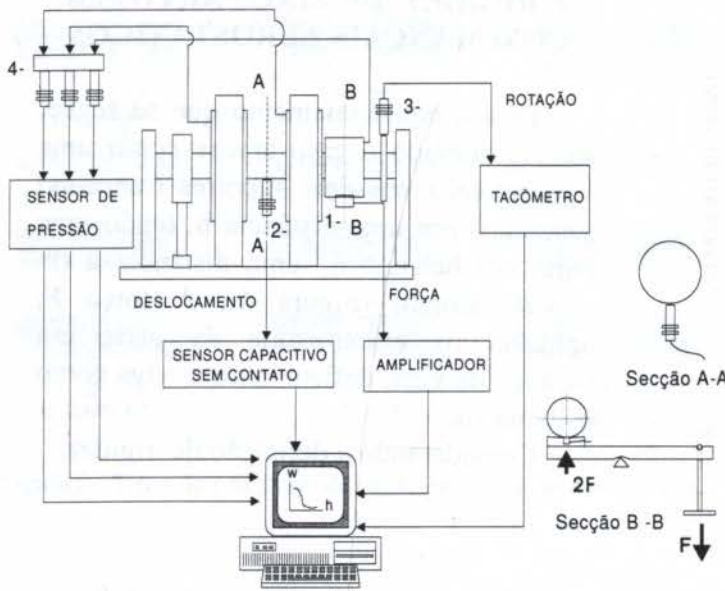 4-
A
B
3-
ROTAÇÃO
SENSOR DE
PRESSÃO
TACÔMETRO
2-
1-
A
B
DESLOCAMENTO
FORÇA
SENSOR CAPACITIVO
SEM CONTATO
AMPLIFICADOR
Secção A-A
W
h
2F
Secção B -B
F